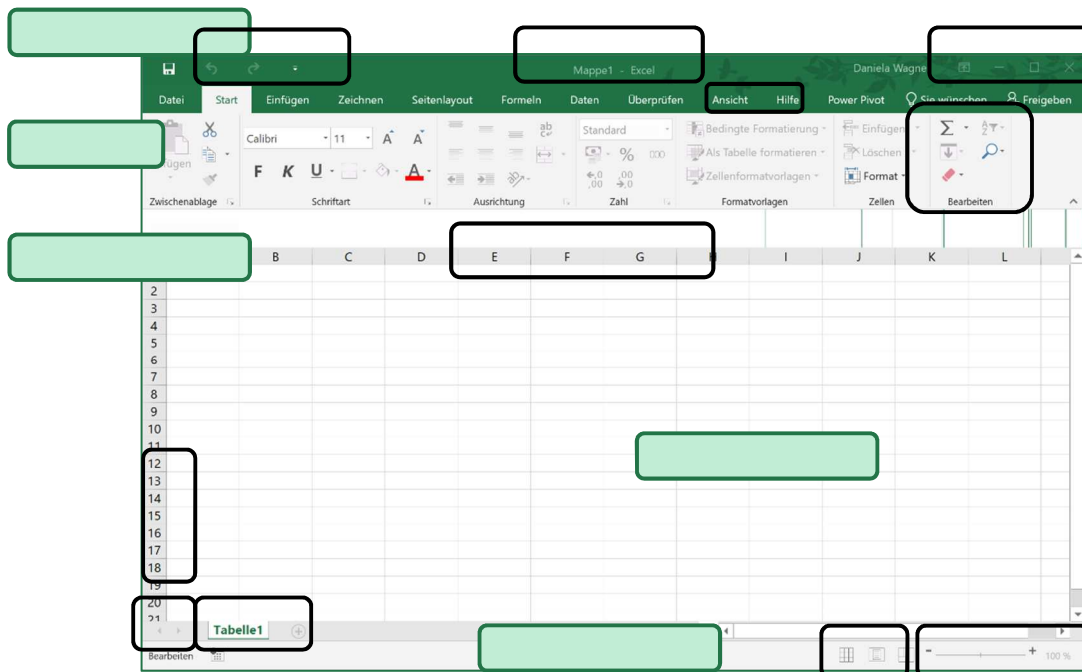 Mappe1 - Excel
Daniela Wagne
Datei Start Einfügen Zeichnen Seitenlayout Formeln Daten Überprüfen Ansicht Hilfe Power Pivot Sie wünschen Freigeben
Calibri 11 A A ab Standard Bedingte Formatierung Einfügen Σ
% 000 Als Tabelle formatieren Löschen
F K U A Zellenformatvorlagen Format
Zwischenablage Schriftart Ausrichtung Zahl Formatvorlagen Zellen Bearbeiten
B C D E F G H I J K L
2
3
4
5
6
7
8
9
10
11
12
13
14
15
16
17
18
19
20
21
Tabelle1
Bearbeiten 100 %